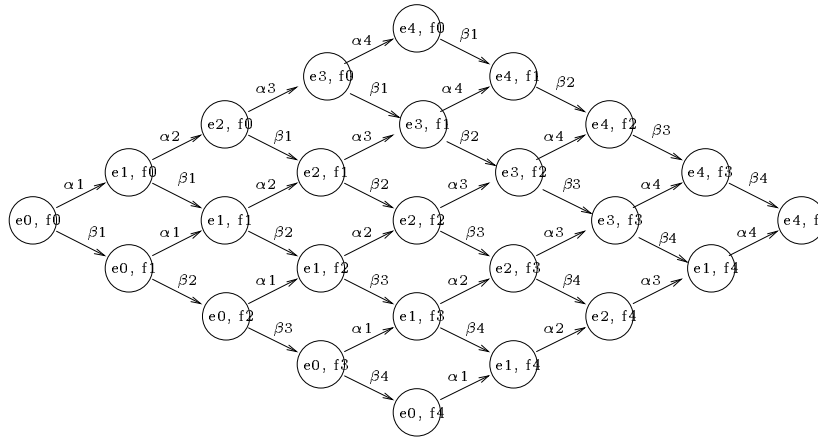 e4, f0
α4
β1
e3, f0
e4, f1
α3
β1
α4
β2
e2, f0
e3, f1
e4, f2
α2
β1
α3
β2
α4
β3
e1, f0
e2, f1
e3, f2
e4, f3
α1
β1
α2
β2
α3
β3
α4
β4
e0, f0
e1, f1
e2, f2
e3, f3
e4, f
β1
α1
β2
α2
β3
α3
β4
α4
e0, f1
e1, f2
e2, f3
e1, f4
β2
α1
β3
α2
β4
α3
e0, f2
e1, f3
e2, f4
β3
α1
β4
α2
e0, f3
e1, f4
β4
α1
e0, f4